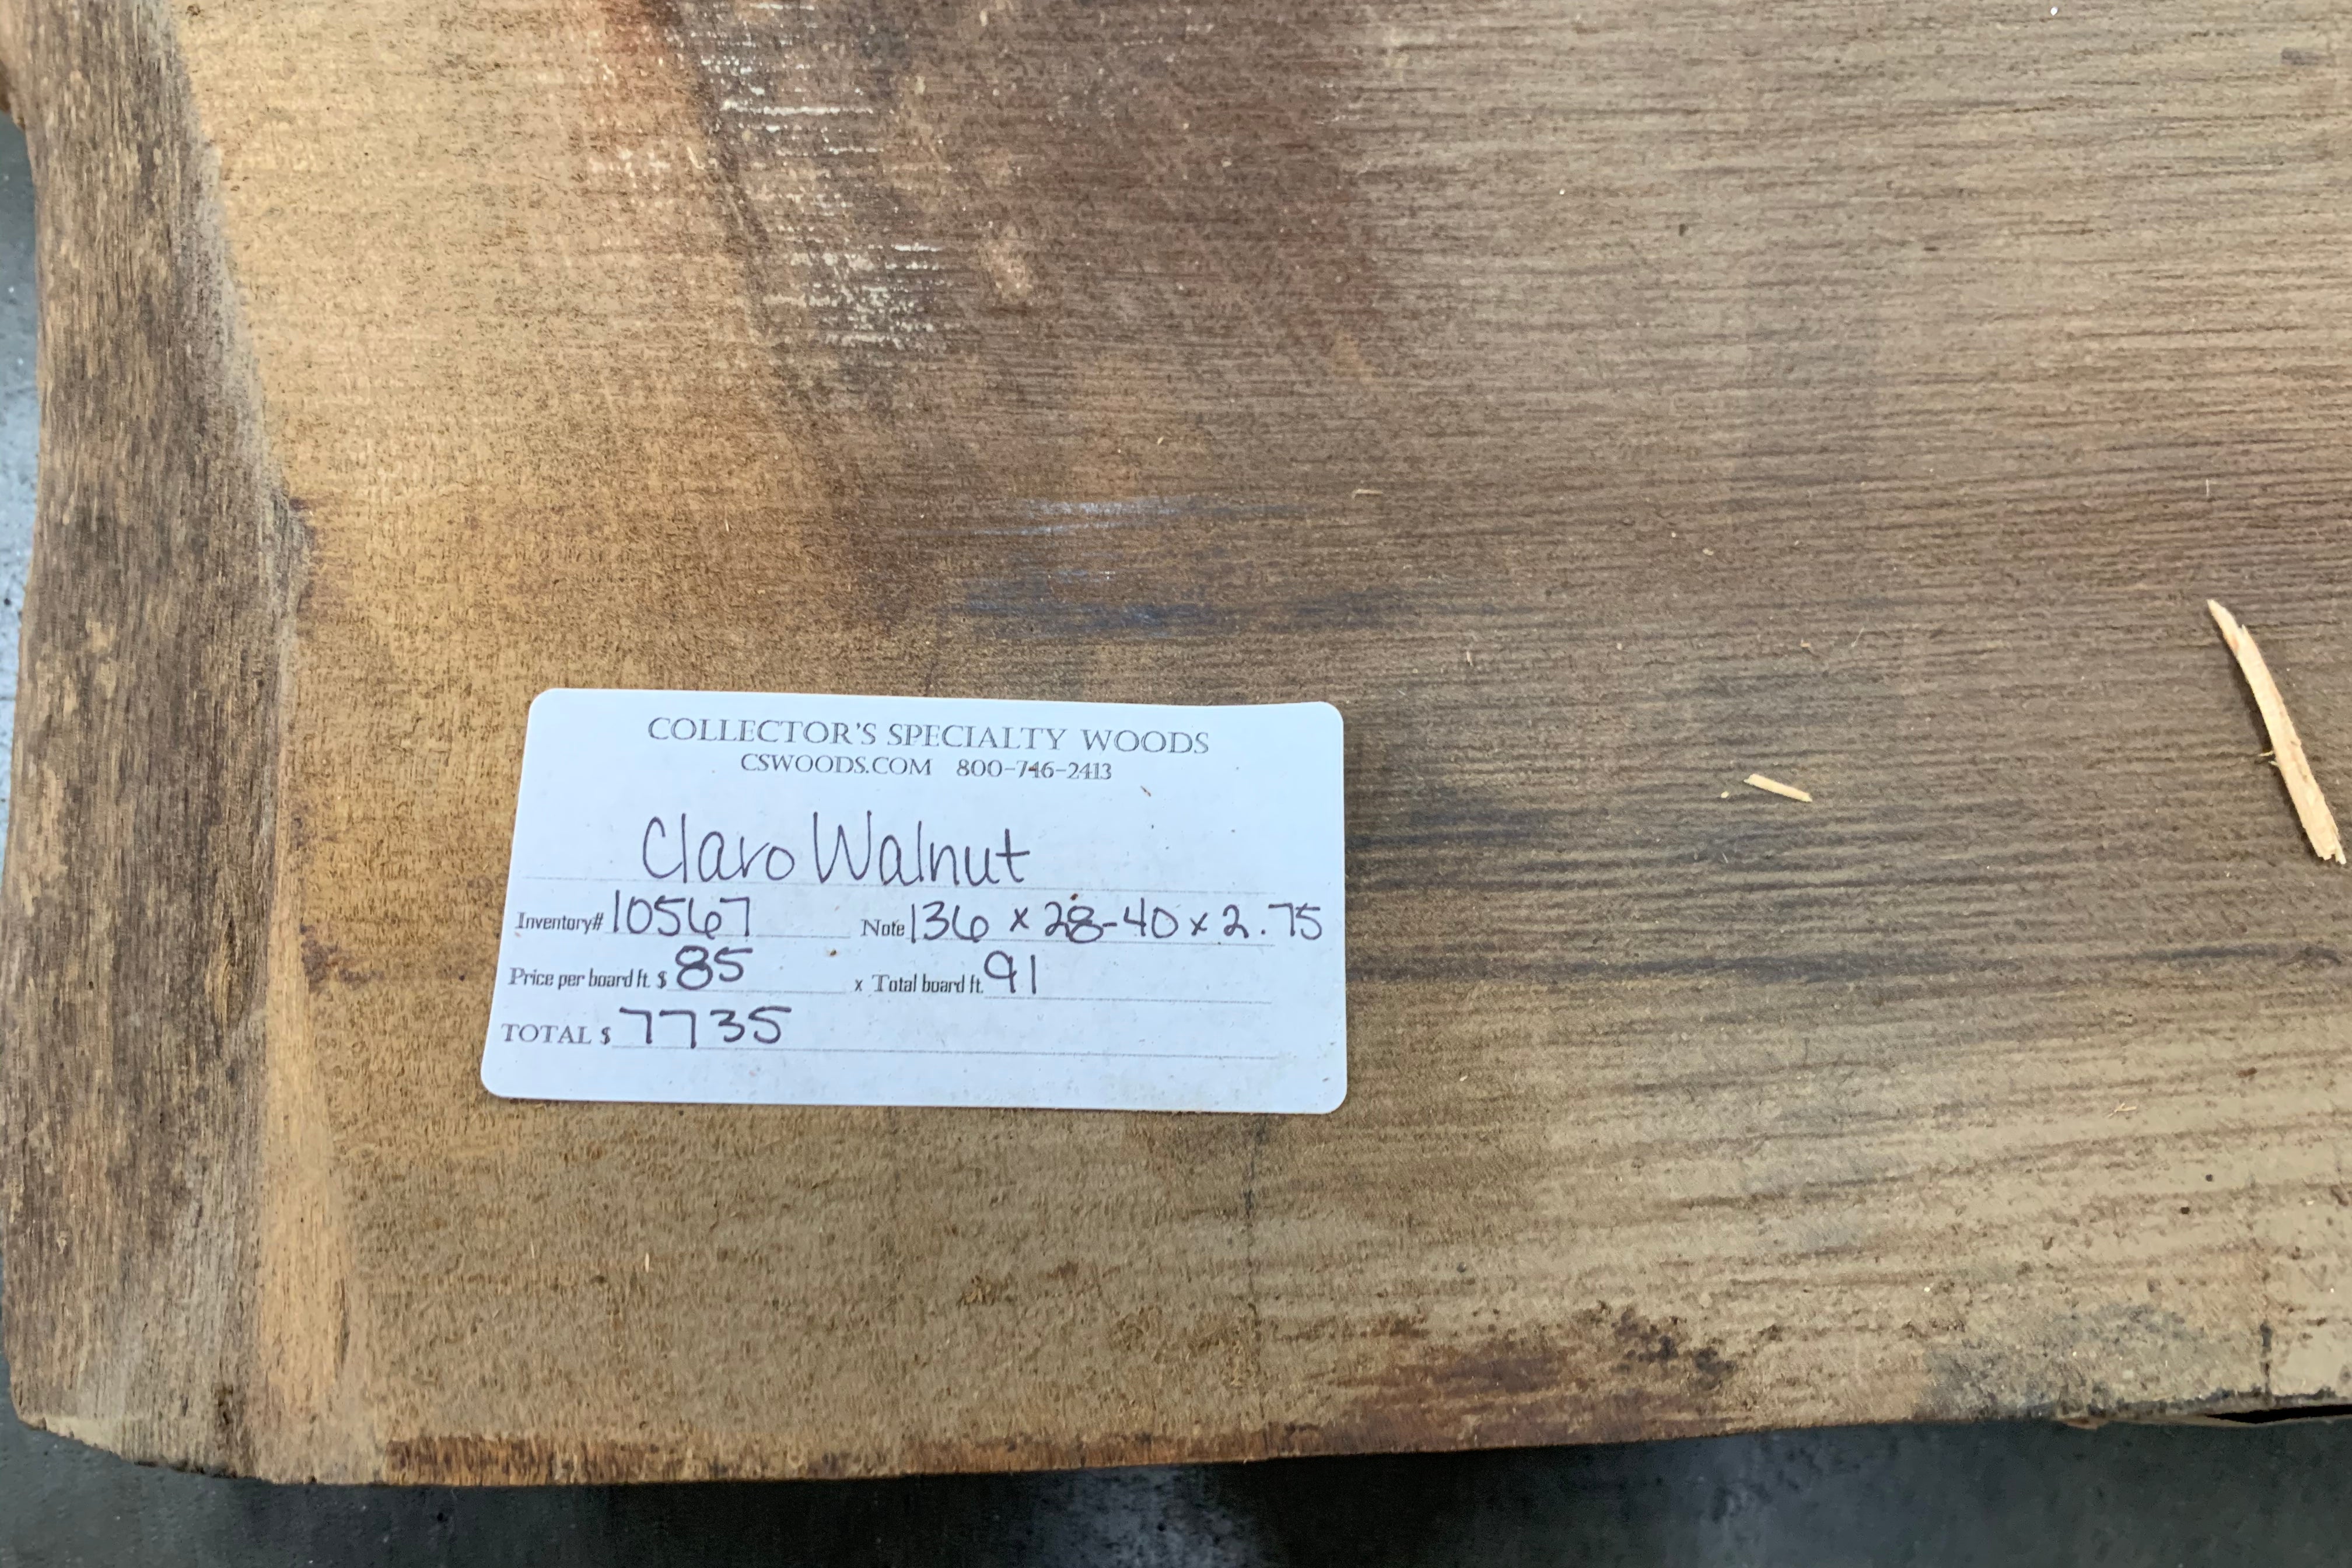 COLLECTOR'S SPECIALTY WOODS
CSWOODS.COM 800-746-2413
Claro Walnut
Inventory# 10567 Note 136 x 28-40 x 2.75
Price per board ft. $ 85 x Total board ft. 91
TOTAL $ 7735